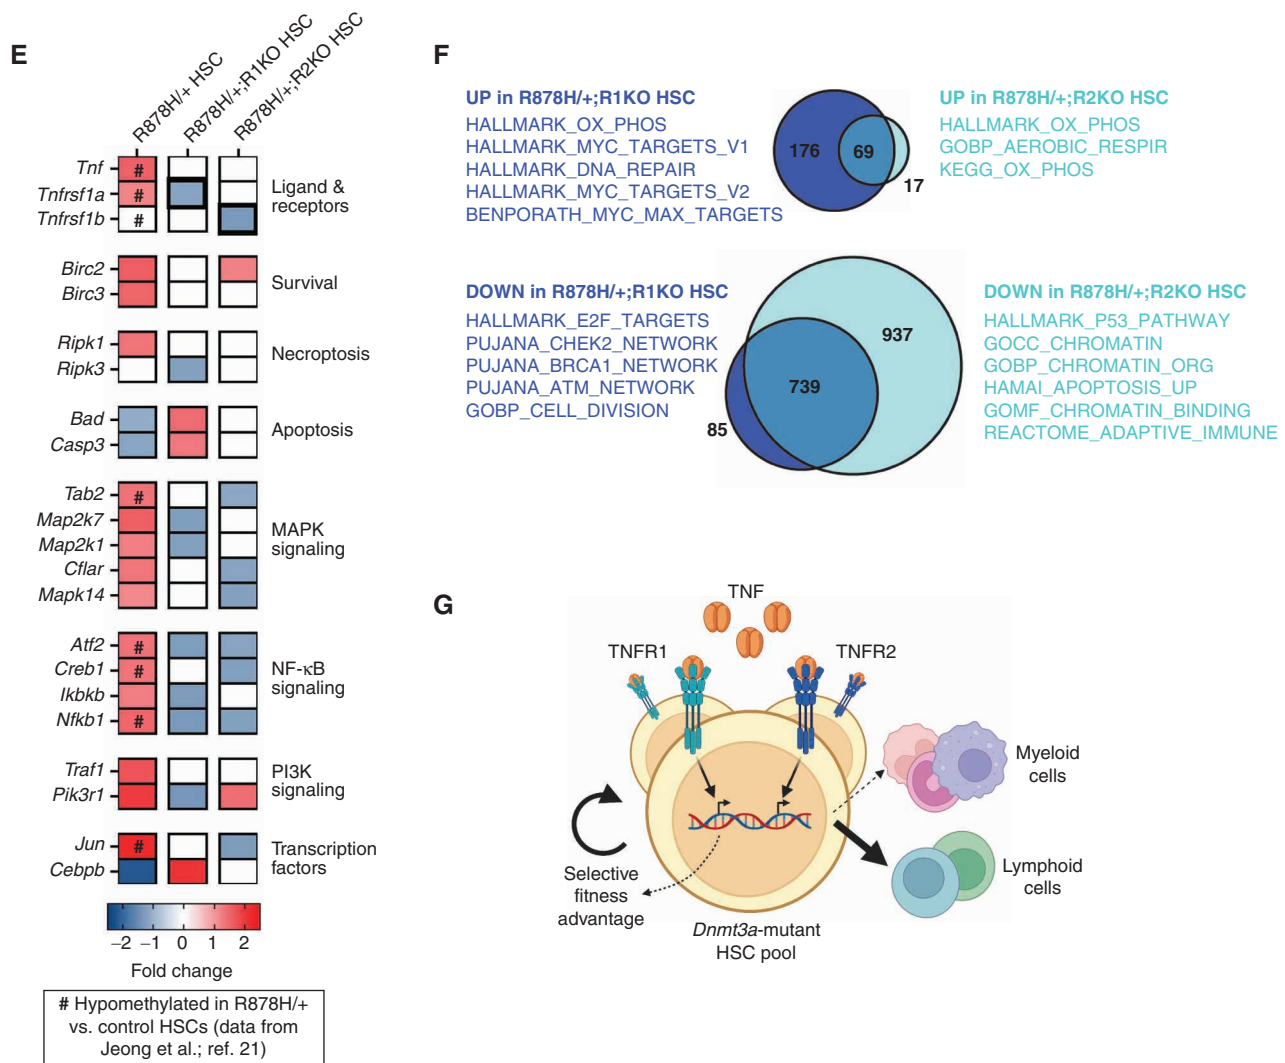 E
R878H/+ HSC
R878H/+;R1KO HSC
R878H/+;R2KO HSC
Tnf #
Tnfrsf1a #
Tnfrsf1b #
Ligand &
receptors
Birc2
Birc3
Survival
Ripk1
Ripk3
Necroptosis
Bad
Casp3
Apoptosis
Tab2 #
Map2k7
Map2k1
Cflar
Mapk14
MAPK
signaling
Atf2 #
Creb1 #
Ikbkb
Nfkb1 #
NF-κB
signaling
Traf1
Pik3r1
PI3K
signaling
Jun #
Cebpb
Transcription
factors
−2 −1 0 1 2
Fold change
# Hypomethylated in R878H/+
vs. control HSCs (data from
Jeong et al.; ref. 21)
F
UP in R878H/+;R1KO HSC
HALLMARK_OX_PHOS
HALLMARK_MYC_TARGETS_V1
HALLMARK_DNA_REPAIR
HALLMARK_MYC_TARGETS_V2
BENPORATH_MYC_MAX_TARGETS
176 69
17
UP in R878H/+;R2KO HSC
HALLMARK_OX_PHOS
GOBP_AEROBIC_RESPIR
KEGG_OX_PHOS
DOWN in R878H/+;R1KO HSC
HALLMARK_E2F_TARGETS
PUJANA_CHEK2_NETWORK
PUJANA_BRCA1_NETWORK
PUJANA_ATM_NETWORK
GOBP_CELL_DIVISION
937
739
85
DOWN in R878H/+;R2KO HSC
HALLMARK_P53_PATHWAY
GOCC_CHROMATIN
GOBP_CHROMATIN_ORG
HAMAI_APOPTOSIS_UP
GOMF_CHROMATIN_BINDING
REACTOME_ADAPTIVE_IMMUNE
G
TNF
TNFR1
TNFR2
Myeloid
cells
Lymphoid
cells
Selective
fitness
advantage
Dnmt3a-mutant
HSC pool